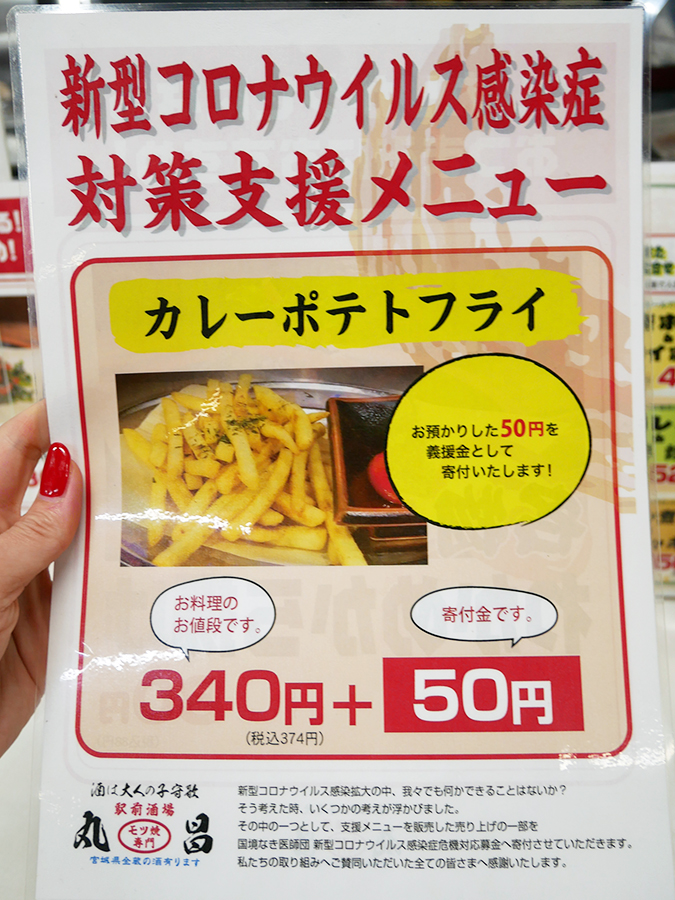 新型コロナウイルス感染症
対策支援メニュー
カレーポテトフライ
お預かりした50円を
義援金として
寄付いたします!
お料理の
お値段です。
寄付金です。
340円+50円
(税込374円)
酒は大人の子守歌
駅前酒場
丸昌
モツ焼
専門
宮城県全蔵の酒有ります
新型コロナウイルス感染拡大の中、我々でも何かできることはないか?
そう考えた時、いくつかの考えが浮かびました。
その中の一つとして、支援メニューを販売した売り上げの一部を
国境なき医師団 新型コロナウイルス感染症危機対応募金へ寄付させていただきます。
私たちの取り組みへご賛同いただいた全ての皆さまへ感謝いたします。